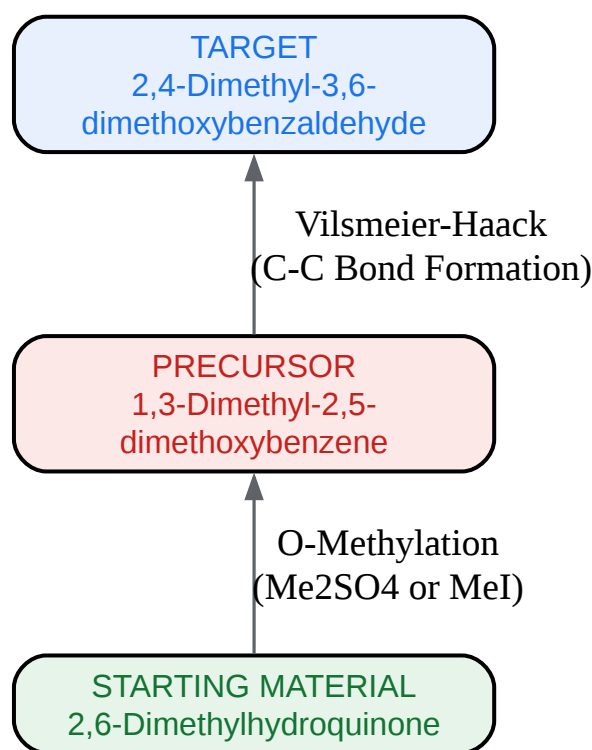 TARGET
2,4-Dimethyl-3,6-
dimethoxybenzaldehyde
Vilsmeier-Haack
(C-C Bond Formation)
PRECURSOR
1,3-Dimethyl-2,5-
dimethoxybenzene
O-Methylation
(Me2SO4 or MeI)
STARTING MATERIAL
2,6-Dimethylhydroquinone